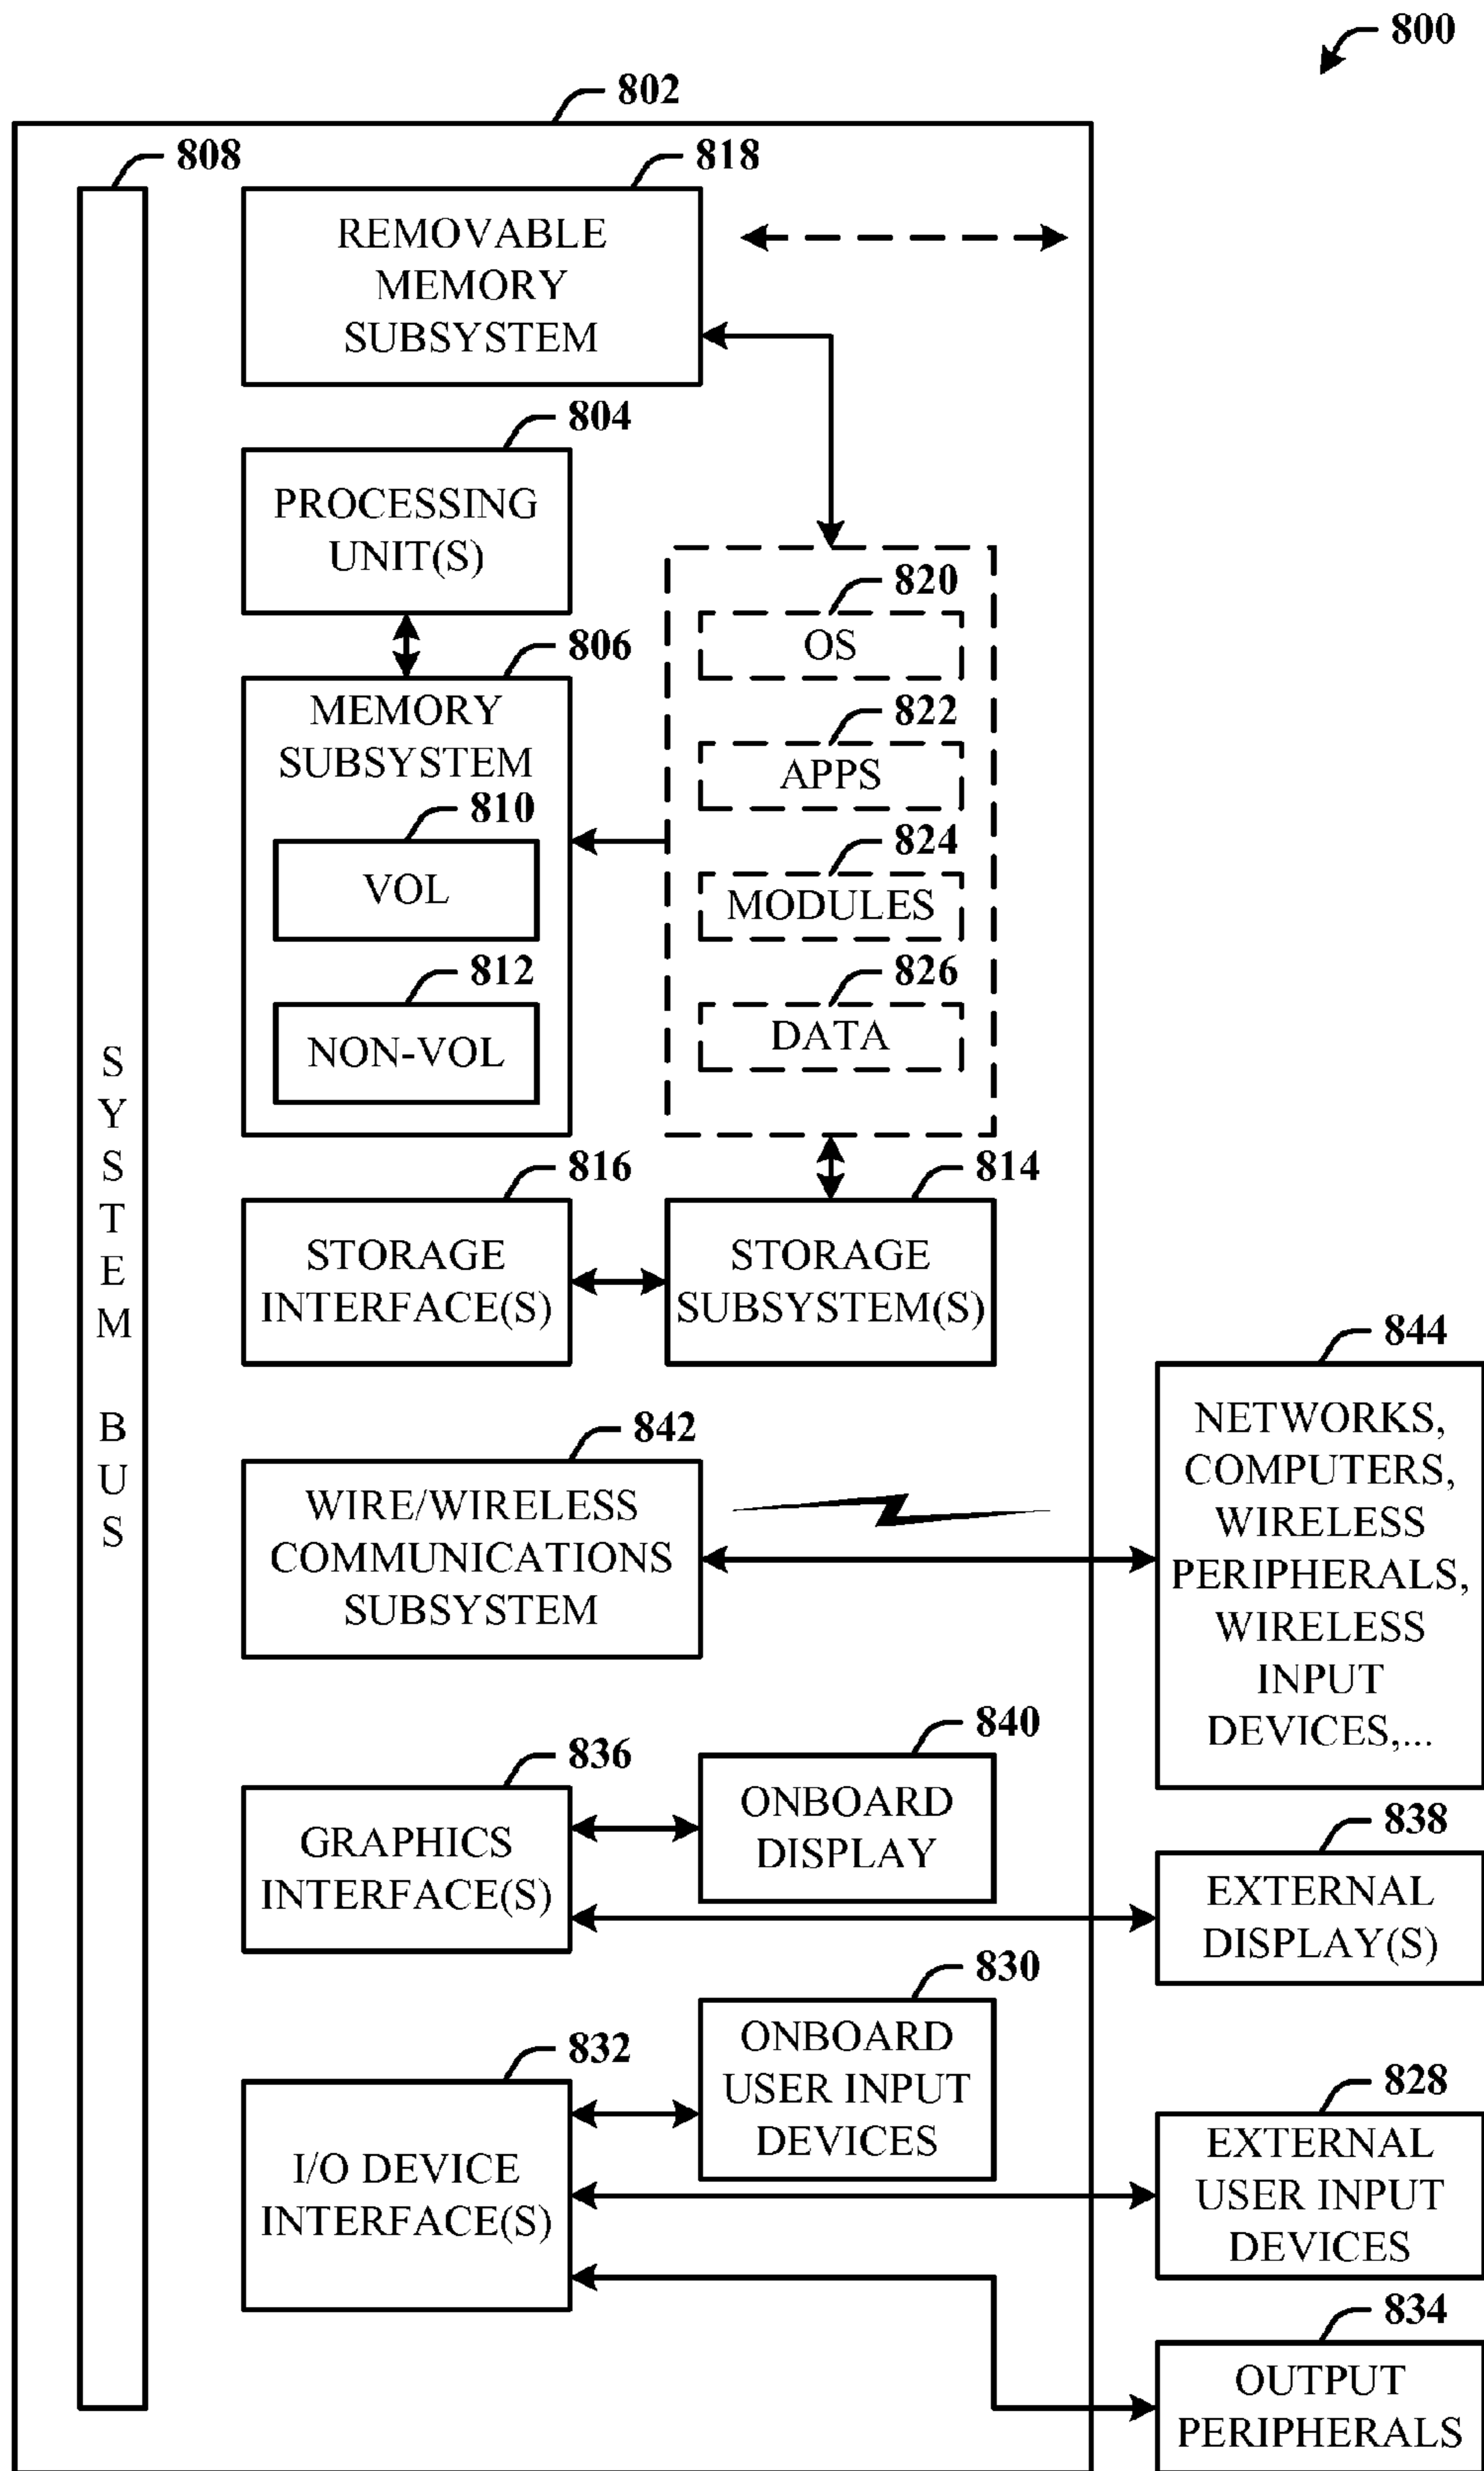 800
802
808
818
REMOVABLE
MEMORY
SUBSYSTEM
804
PROCESSING
UNIT(S)
806
MEMORY
SUBSYSTEM
810
VOL
812
NON-VOL
820
OS
822
APPS
824
MODULES
826
DATA
816
STORAGE
INTERFACE(S)
814
STORAGE
SUBSYSTEM(S)
SYSTEM BUS
842
WIRE/WIRELESS
COMMUNICATIONS
SUBSYSTEM
844
NETWORKS,
COMPUTERS,
WIRELESS
PERIPHERALS,
WIRELESS
INPUT
DEVICES,...
836
GRAPHICS
INTERFACE(S)
840
ONBOARD
DISPLAY
838
EXTERNAL
DISPLAY(S)
832
I/O DEVICE
INTERFACE(S)
830
ONBOARD
USER INPUT
DEVICES
828
EXTERNAL
USER INPUT
DEVICES
834
OUTPUT
PERIPHERALS